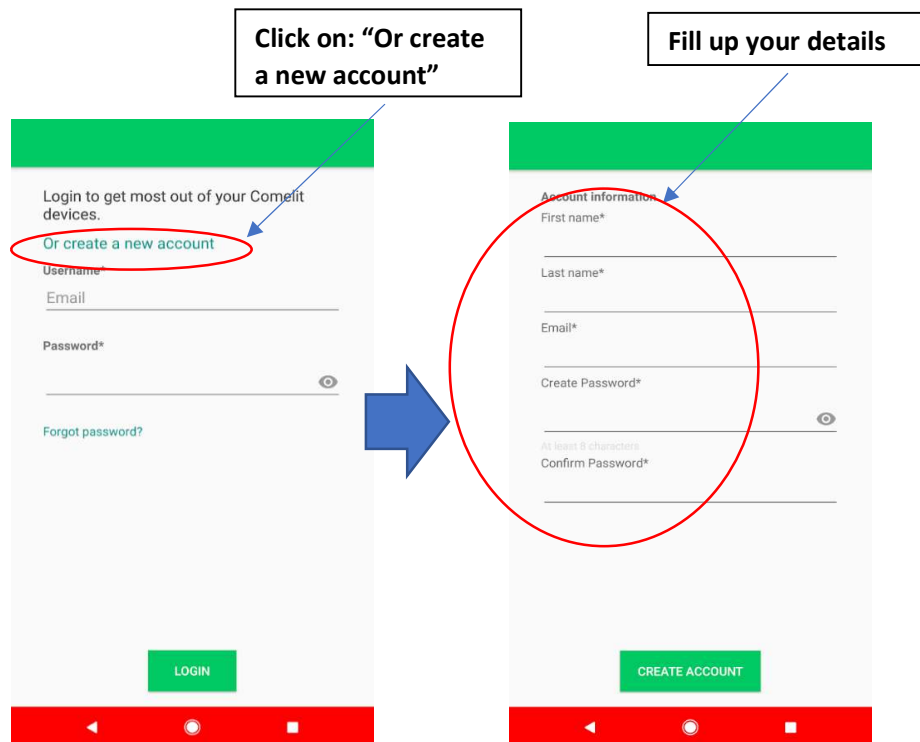 Click on: “Or create
a new account”
Fill up your details
Login to get most out of your Comelit
devices.
Or create a new account
Username*
Email
Password*
Forgot password?
LOGIN
Account information
First name*
Last name*
Email*
Create Password*
At least 8 characters
Confirm Password*
CREATE ACCOUNT